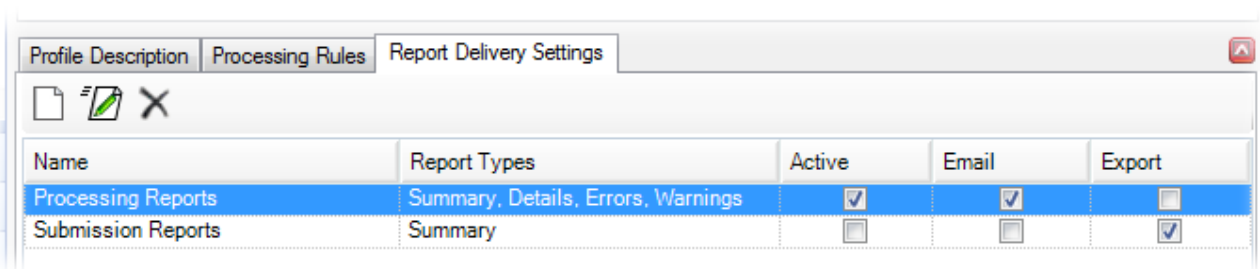 Profile Description Processing Rules Report Delivery Settings
Name Report Types Active Email Export
Processing Reports Summary, Details, Errors, Warnings
Submission Reports Summary